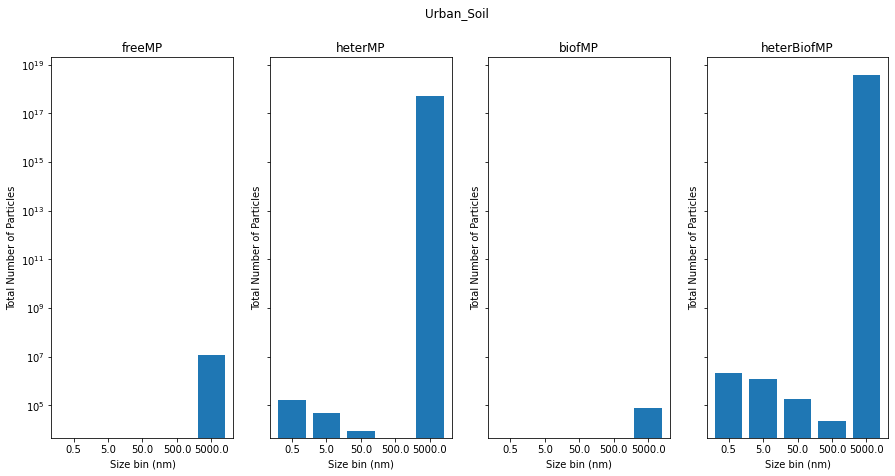 Urban_Soil
freeMP
heterMP
biofMP
heterBiofMP
Total Number of Particles
10^19
10^17
10^15
10^13
10^11
10^9
10^7
10^5
0.5 5.0 50.0 500.0 5000.0
Size bin (nm)
Total Number of Particles
0.5 5.0 50.0 500.0 5000.0
Size bin (nm)
Total Number of Particles
0.5 5.0 50.0 500.0 5000.0
Size bin (nm)
Total Number of Particles
0.5 5.0 50.0 500.0 5000.0
Size bin (nm)